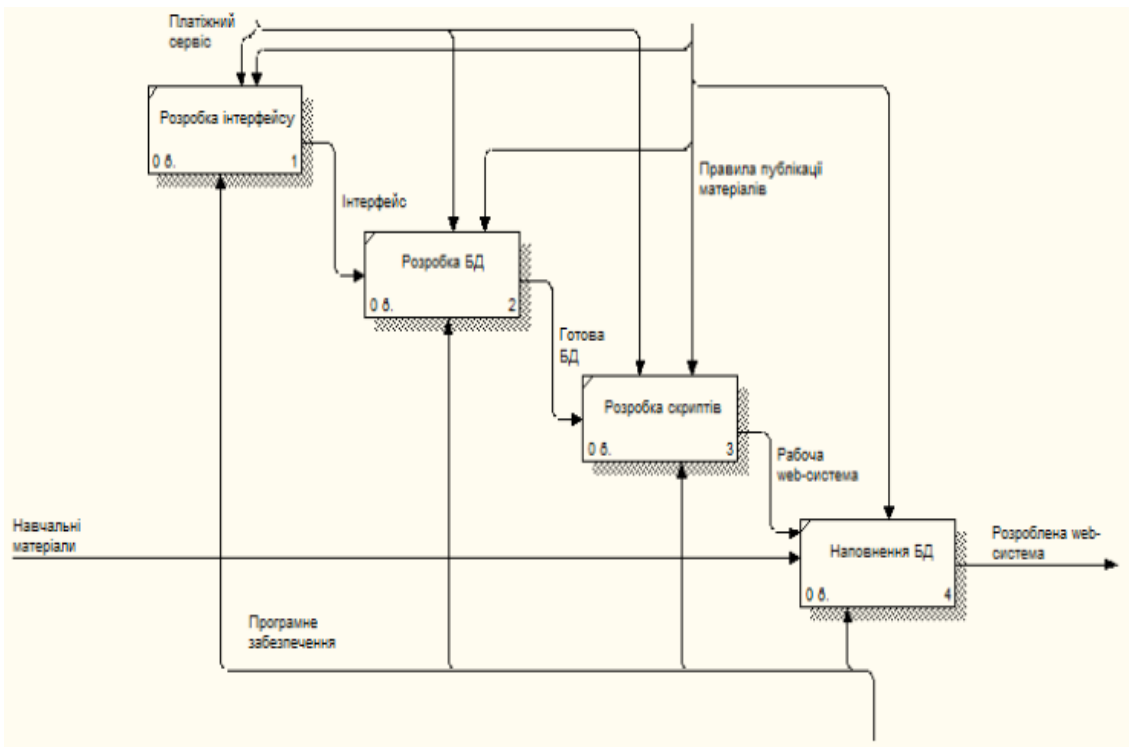 Платіжний
сервіс
Розробка інтерфейсу
0 б. 1
Інтерфейс
Правила публікації
матеріалів
Розробка БД
0 б. 2
Готова
БД
Розробка скриптів
0 б. 3
Рабоча
web-система
Навчальні
матеріали
Наповнення БД
0 б. 4
Розроблена web-
система
Програмне
забезпечення